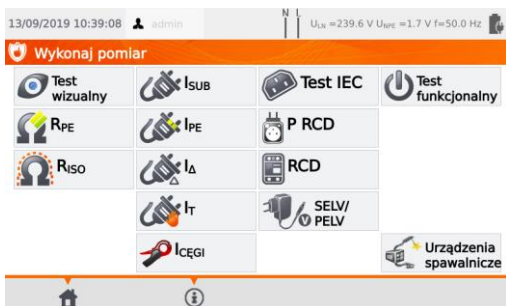 13/09/2019 10:39:08 admin N L U_LN =239.6 V U_NPE =1.7 V f=50.0 Hz
Wykonaj pomiar
Test wizualny
I_SUB
Test IEC
Test funkcjonalny
R_PE
I_PE
P RCD
R_ISO
I_Δ
RCD
I_T
SELV/ PELV
V
I_CĘGI
Urządzenia spawalnicze